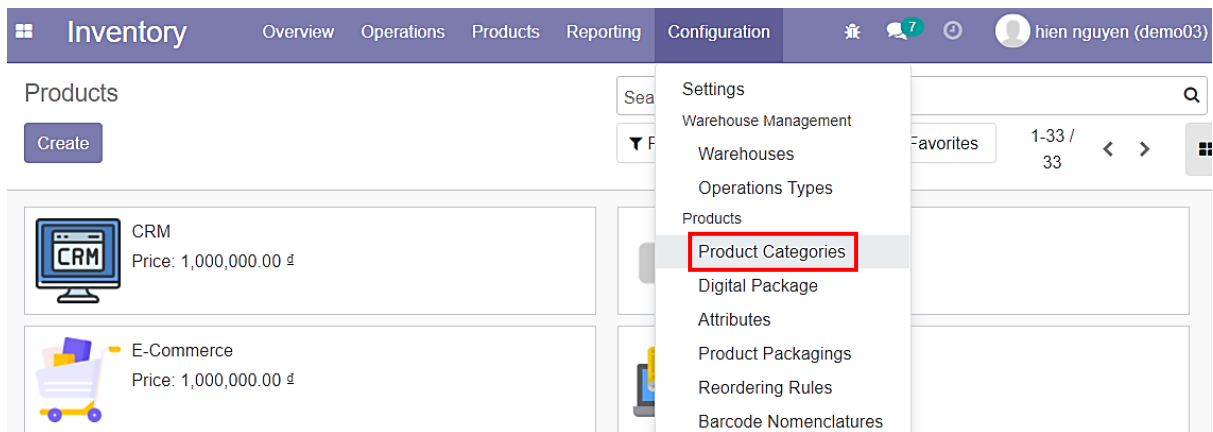 Inventory Overview Operations Products Reporting Configuration 7 hien nguyen (demo03)
Products
Sea
Create
Favorites
1-33 /
33
Settings
Warehouse Management
Warehouses
Operations Types
Products
Product Categories
Digital Package
Attributes
Product Packagings
Reordering Rules
Barcode Nomenclatures
CRM
CRM
Price: 1,000,000.00 ₫
E-Commerce
Price: 1,000,000.00 ₫